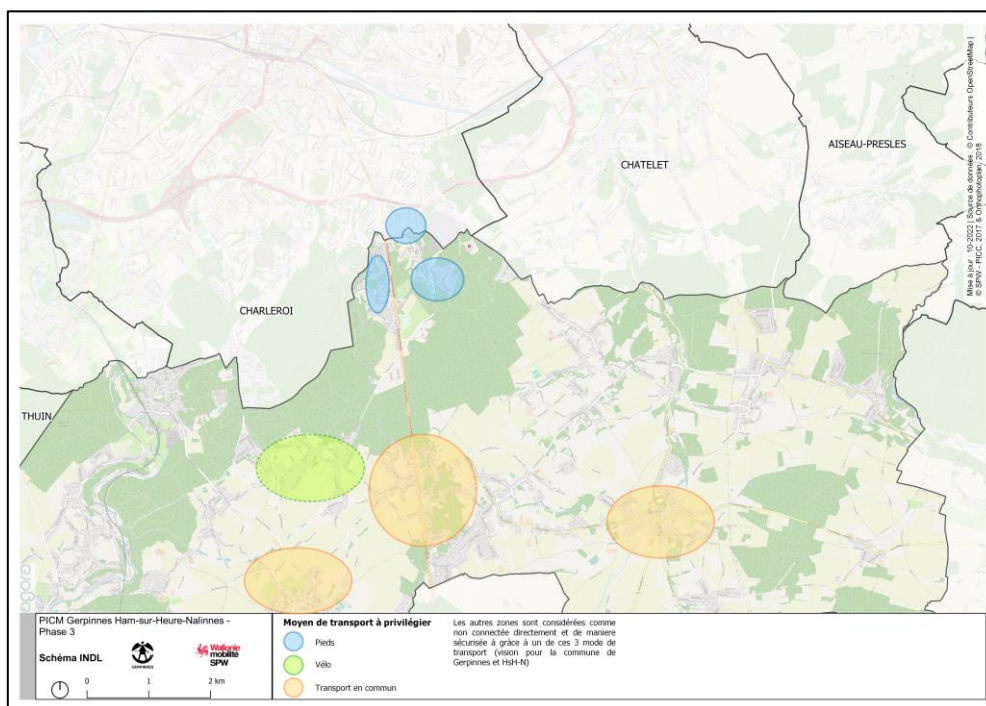 CHATELET
AISEAU-PRESLES
CHARLEROI
THUIN
Mise à jour : 10-2022 | Source de données : © Contributeurs OpenStreetMap |
© SPW - PICC, 2017 & Orthophotoplan, 2018
PICM Gerpinnes Ham-sur-Heure-Nalinnes -
Phase 3
Schéma INDL
GERPINNES
Wallonie
mobilité
SPW
0 1 2 km
Moyen de transport à privilégier
Pieds
Vélo
Transport en commun
Les autres zones sont considérées comme
non connectée directement et de maniere
sécurisée à grâce à un de ces 3 mode de
transport (vision pour la commune de
Gerpinnes et HsH-N)